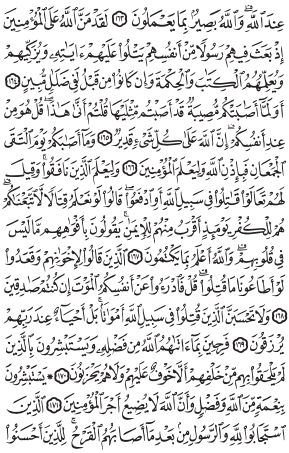 عِندَ ٱللَّهِۗ وَٱللَّهُ بَصِيرٌۢ بِمَا يَعْمَلُونَ ١٦٣ لَقَدْ مَنَّ ٱللَّهُ عَلَى ٱلْمُؤْمِنِينَ
إِذْ بَعَثَ فِيهِمْ رَسُولًا مِّنْ أَنفُسِهِمْ يَتْلُوا۟ عَلَيْهِمْ ءَايَٰتِهِۦ وَيُزَكِّيهِمْ
وَيُعَلِّمُهُمُ ٱلْكِتَٰبَ وَٱلْحِكْمَةَ وَإِن كَانُوا۟ مِن قَبْلُ لَفِى ضَلَٰلٍ مُّبِينٍ ١٦٤
أَوَلَمَّآ أَصَٰبَتْكُم مُّصِيبَةٌ قَدْ أَصَبْتُم مِّثْلَيْهَا قُلْتُمْ أَنَّىٰ هَٰذَاۖ قُلْ هُوَ مِنْ
عِندِ أَنفُسِكُمْۗ إِنَّ ٱللَّهَ عَلَىٰ كُلِّ شَىْءٍ قَدِيرٌ ١٦٥ وَمَآ أَصَٰبَكُمْ يَوْمَ ٱلْتَقَى
ٱلْجَمْعَانِ فَبِإِذْنِ ٱللَّهِ وَلِيَعْلَمَ ٱلْمُؤْمِنِينَ ١٦٦ وَلِيَعْلَمَ ٱلَّذِينَ نَافَقُوا۟ۚ وَقِيلَ
لَهُمْ تَعَالَوْا۟ قَٰتِلُوا۟ فِى سَبِيلِ ٱللَّهِ أَوِ ٱدْفَعُوا۟ۖ قَالُوا۟ لَوْ نَعْلَمُ قِتَالًا لَّٱتَّبَعْنَٰكُمْۗ
هُمْ لِلْكُفْرِ يَوْمَئِذٍ أَقْرَبُ مِنْهُمْ لِلْإِيمَٰنِۚ يَقُولُونَ بِأَفْوَٰهِهِم مَّا لَيْسَ
فِى قُلُوبِهِمْۗ وَٱللَّهُ أَعْلَمُ بِمَا يَكْتُمُونَ ١٦٧ ٱلَّذِينَ قَالُوا۟ لِإِخْوَٰنِهِمْ وَقَعَدُوا۟
لَوْ أَطَاعُونَا مَا قُتِلُوا۟ۗ قُلْ فَٱدْرَءُوا۟ عَنْ أَنفُسِكُمُ ٱلْمَوْتَ إِن كُنتُمْ صَٰدِقِينَ
١٦٨ وَلَا تَحْسَبَنَّ ٱلَّذِينَ قُتِلُوا۟ فِى سَبِيلِ ٱللَّهِ أَمْوَٰتًۢاۚ بَلْ أَحْيَآءٌ عِندَ رَبِّهِمْ
يُرْزَقُونَ ١٦٩ فَرِحِينَ بِمَآ ءَاتَىٰهُمُ ٱللَّهُ مِن فَضْلِهِۦ وَيَسْتَبْشِرُونَ بِٱلَّذِينَ
لَمْ يَلْحَقُوا۟ بِهِم مِّنْ خَلْفِهِمْ أَلَّا خَوْفٌ عَلَيْهِمْ وَلَا هُمْ يَحْزَنُونَ ١٧٠ ۞ يَسْتَبْشِرُونَ
بِنِعْمَةٍ مِّنَ ٱللَّهِ وَفَضْلٍ وَأَنَّ ٱللَّهَ لَا يُضِيعُ أَجْرَ ٱلْمُؤْمِنِينَ ١٧١ ٱلَّذِينَ
ٱسْتَجَابُوا۟ لِلَّهِ وَٱلرَّسُولِ مِنۢ بَعْدِ مَآ أَصَابَهُمُ ٱلْقَرْحُۚ لِلَّذِينَ أَحْسَنُوا۟